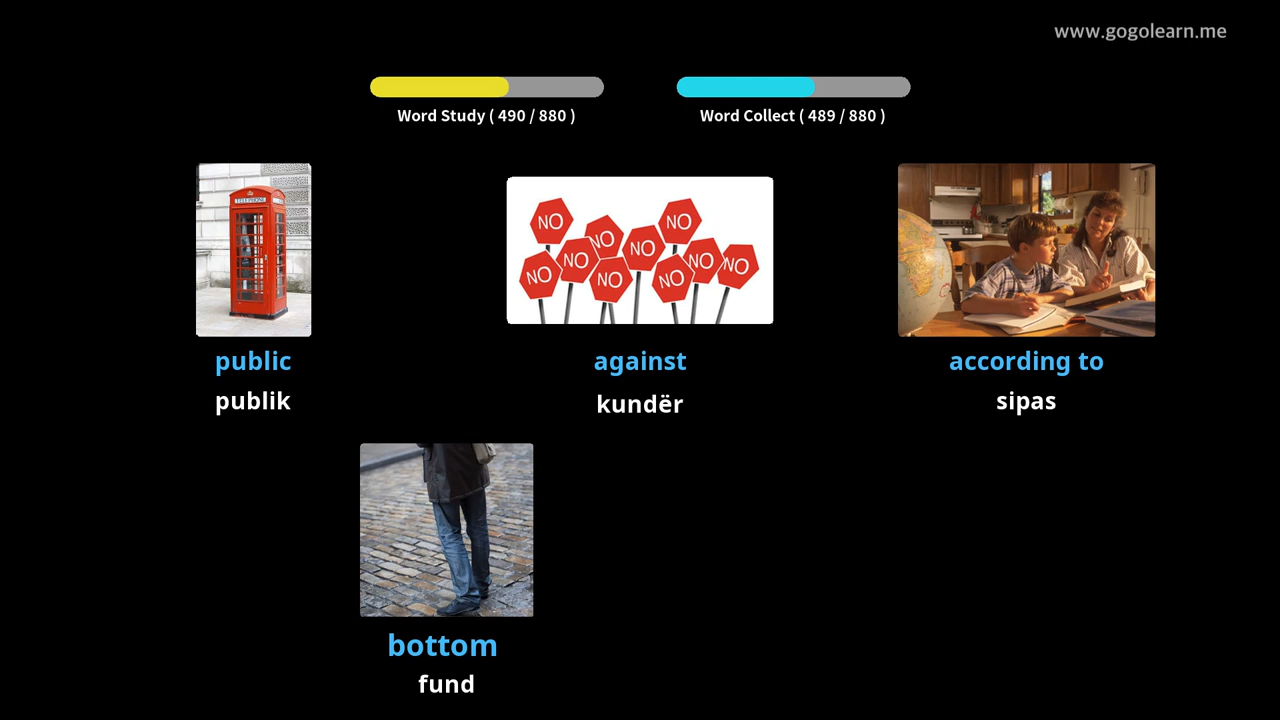 www.gogolearn.me
Word Study ( 490 / 880 )
Word Collect ( 489 / 880 )
TELEPHONE
NO
NO
NO
NO
NO
NO
NO
NO
NO
NO
public
against
according to
publik
kundër
sipas
bottom
fund